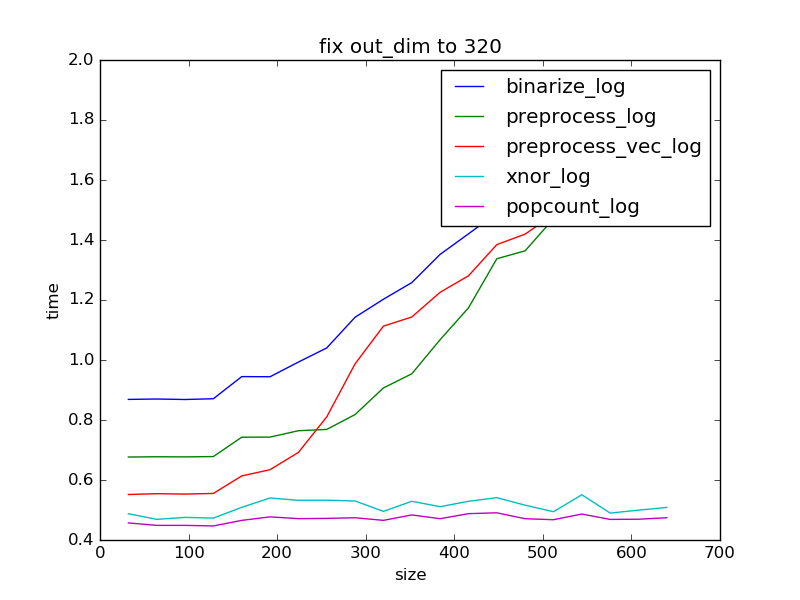 fix out_dim to 320
2.0
1.8
1.6
1.4
1.2
1.0
0.8
0.6
0.4
time
binarize_log
preprocess_log
preprocess_vec_log
xnor_log
popcount_log
0 100 200 300 400 500 600 700
size